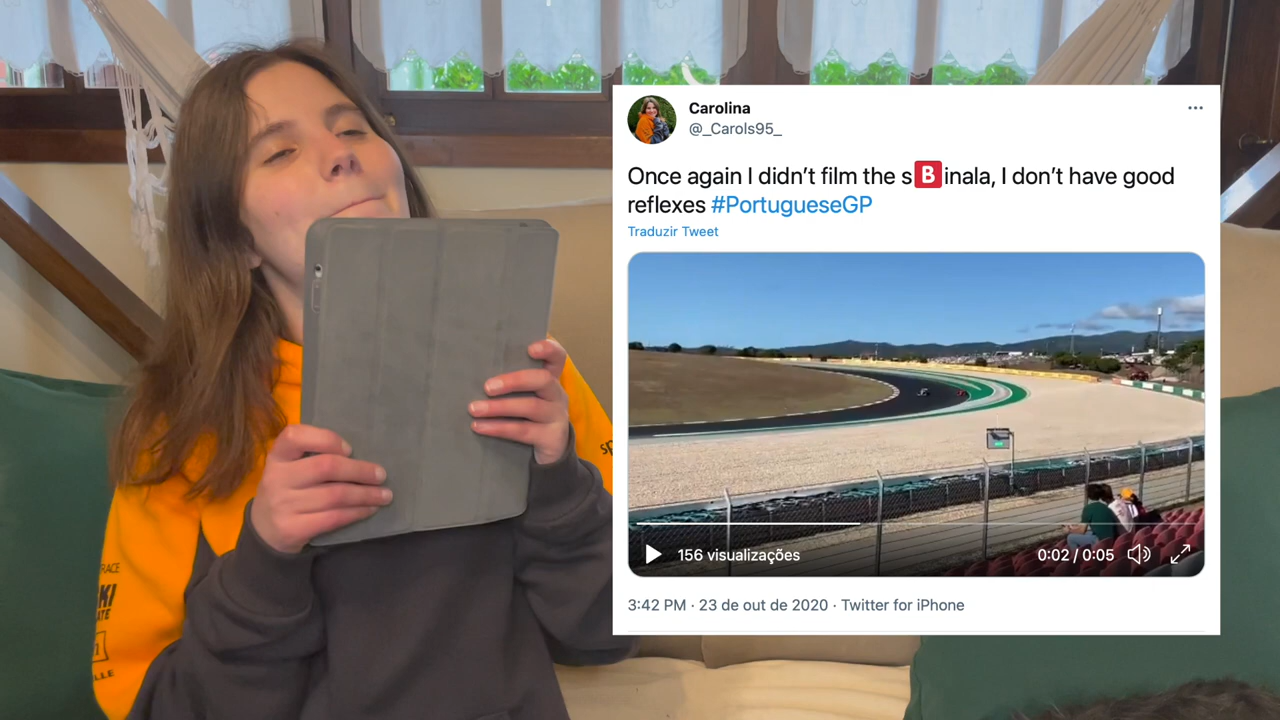 Carolina
@_Carols95_
Once again I didn’t film the s🅱️inala, I don’t have good
reflexes #PortugueseGP
Traduzir Tweet
156 visualizações
0:02 / 0:05
3:42 PM · 23 de out de 2020 · Twitter for iPhone
RACE